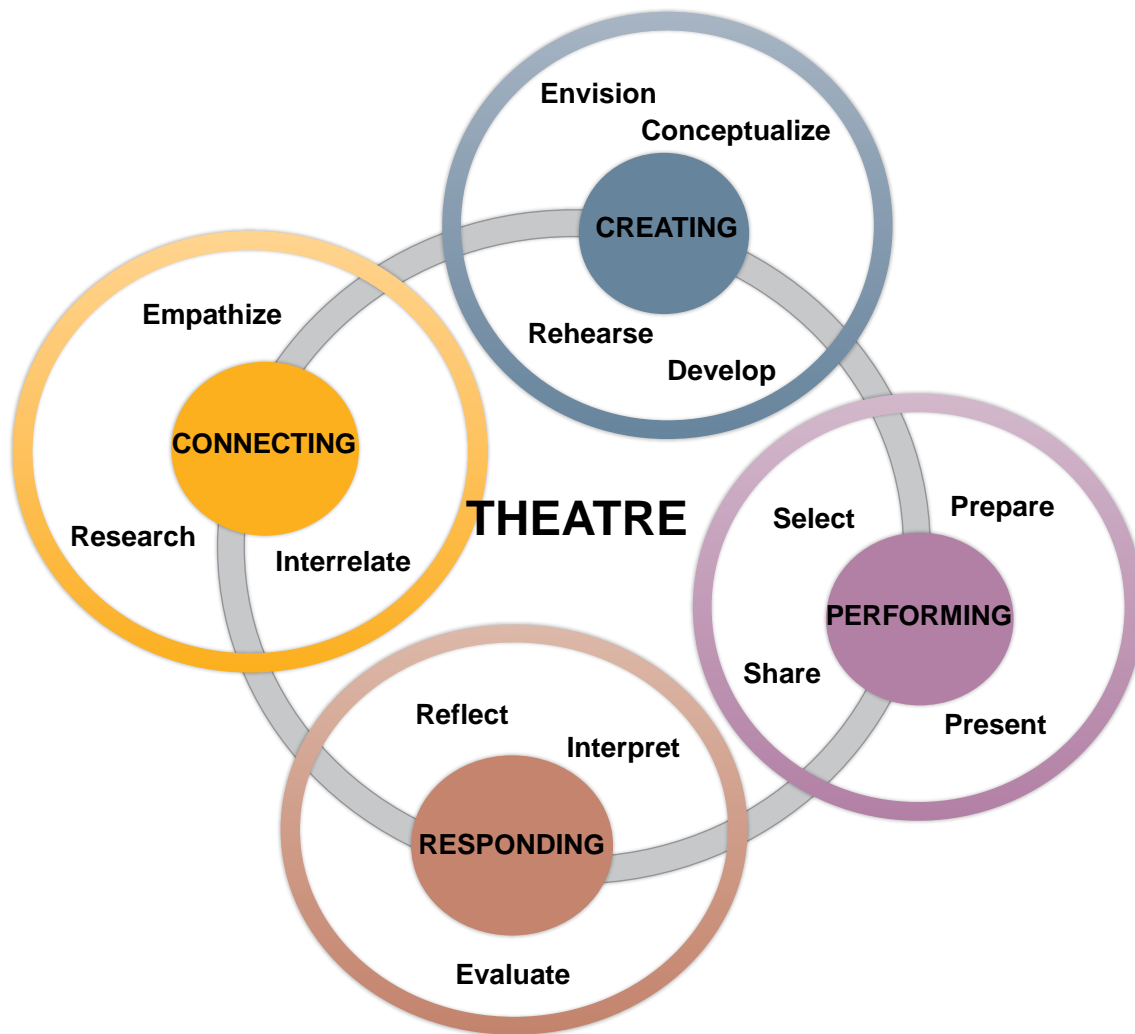 Envision
Conceptualize
CREATING
Rehearse
Develop
Empathize
CONNECTING
Research
Interrelate
THEATRE
Select
Prepare
PERFORMING
Share
Present
Reflect
Interpret
RESPONDING
Evaluate